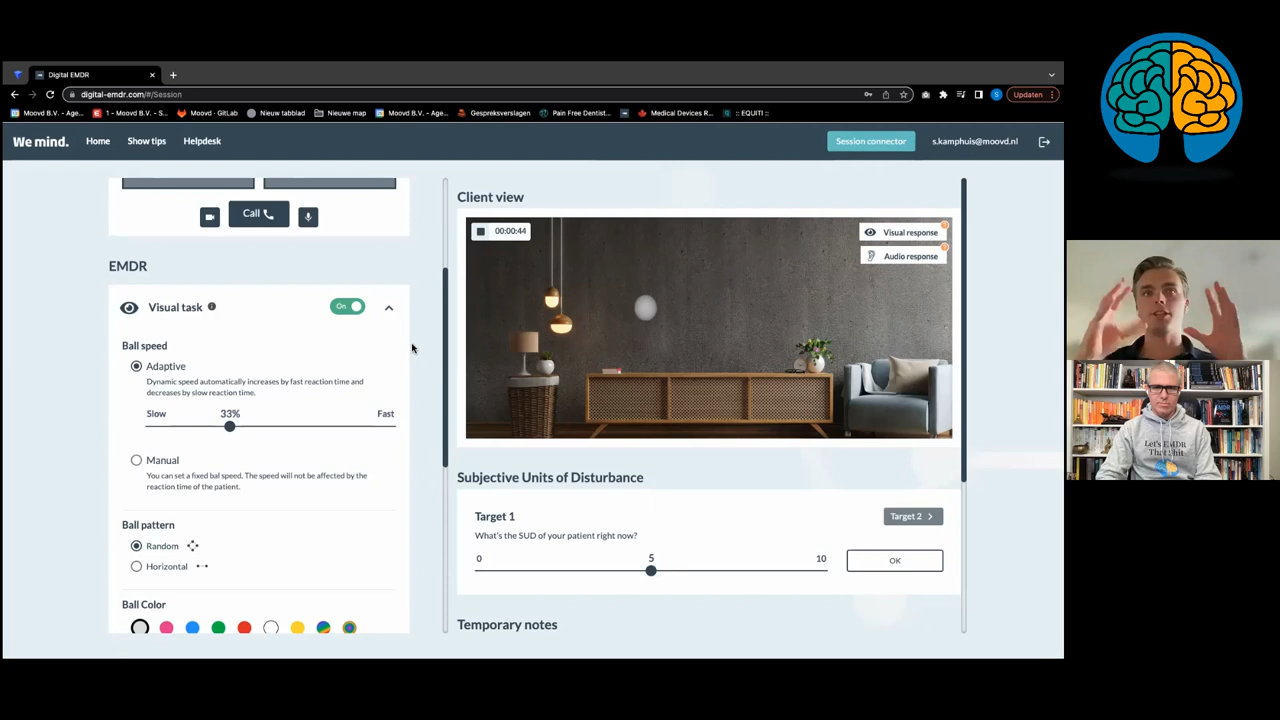 Digital EMDR
digital-emdr.com/#/Session
Updaten
Moovd B.V. - Age...
1 - Moovd B.V. - S...
Moovd · GitLab
Nieuw tabblad
Nieuwe map
Moovd B.V. - Age...
Gespreksverslagen
Pain Free Dentist...
Medical Devices R...
:: EQUITI ::
We mind.
Home
Show tips
Helpdesk
Session connector
s.kamphuis@moovd.nl
Call
EMDR
Visual task
On
Ball speed
Adaptive
Dynamic speed automatically increases by fast reaction time and
decreases by slow reaction time.
Slow
33%
Fast
Manual
You can set a fixed bal speed. The speed will not be affected by the
reaction time of the patient.
Ball pattern
Random
Horizontal
Ball Color
Client view
00:00:44
Visual response
Audio response
Subjective Units of Disturbance
Target 1
Target 2
What's the SUD of your patient right now?
0
5
10
OK
Temporary notes
EMDR
Let's EMDR
That Shit